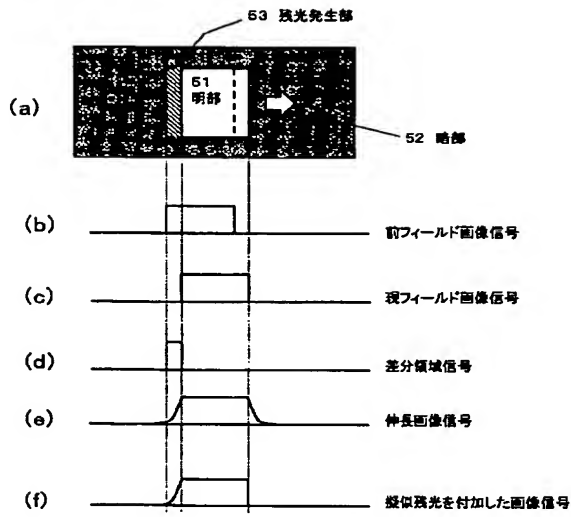 53 残光発生部
(a)
51
明部
52 暗部
(b)
前フィールド画像信号
(c)
現フィールド画像信号
(d)
差分領域信号
(e)
伸長画像信号
(f)
擬似残光を付加した画像信号